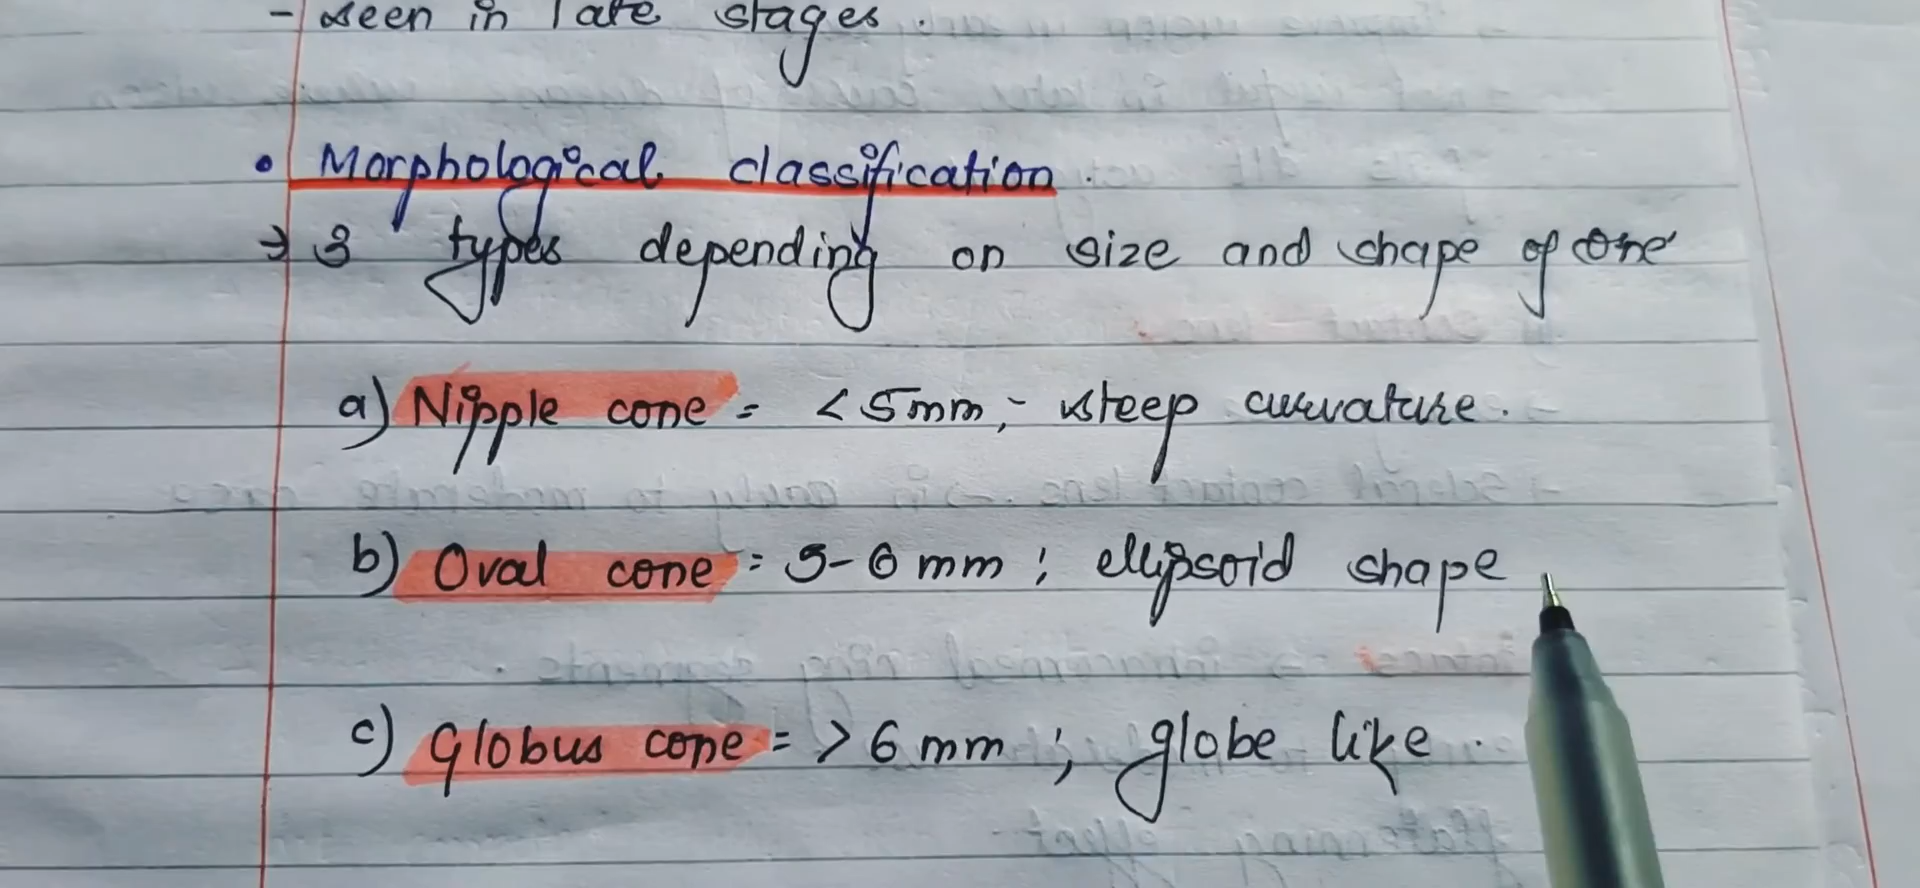 - seen in late stages.
• Morphological classification.
→ 3 types depending on size and shape of cone
a) Nipple cone = < 5mm; steep curvature.
b) Oval cone = 5-6 mm; ellipsoid shape
c) Globus cone = > 6 mm; globe like.